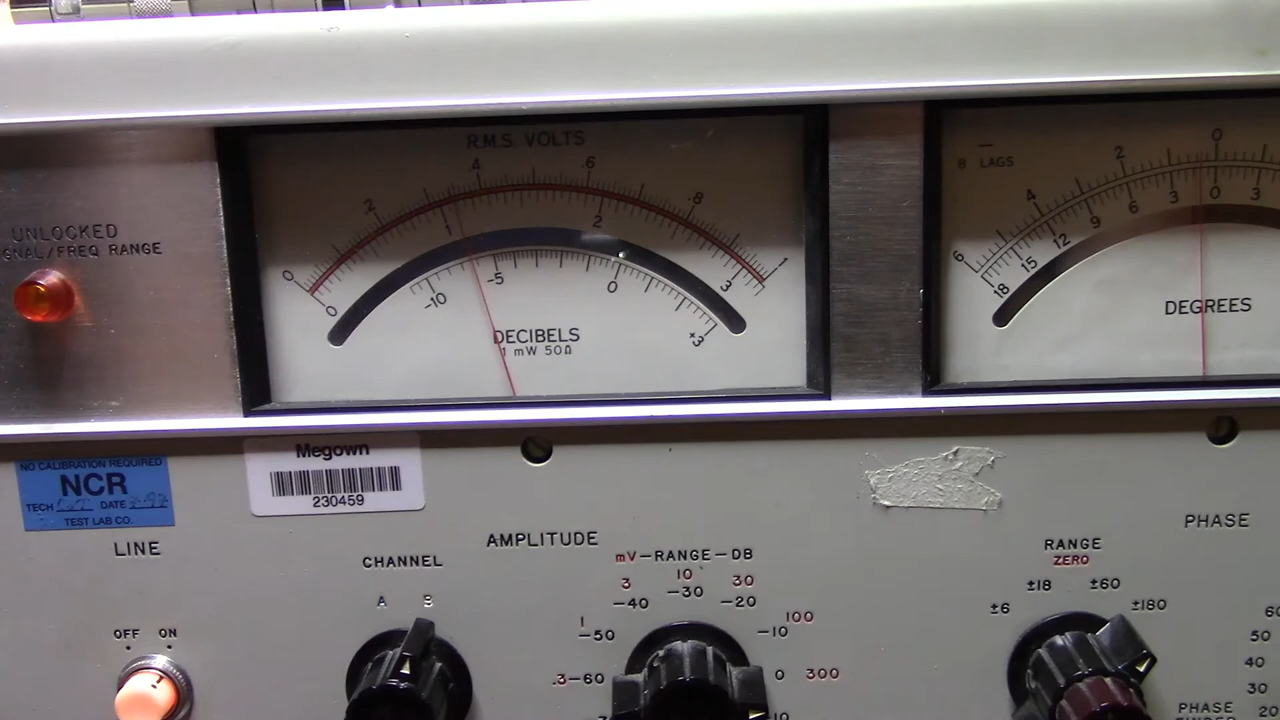 R.M.S. VOLTS
0 .2 .4 .6 .8 1
0 1 2 3
-10 -5 0 +3
DECIBELS
1 mW 50Ω
8 LAGS
6 4 2 0
18 15 12 9 6 3 0 3
DEGREES
UNLOCKED
GNAL/FREQ RANGE
NO CALIBRATION REQUIRED
NCR
TECH DATE
TEST LAB CO.
Megown
230459
LINE
OFF ON
CHANNEL
A B
AMPLITUDE
mV-RANGE-DB
3 10 30
-40 -30 -20
1 100
-50 -10
.3-60 0 300
10
PHASE
RANGE
ZERO
±18 ±60
±6 ±180
60
50
40
30
20
PHASE